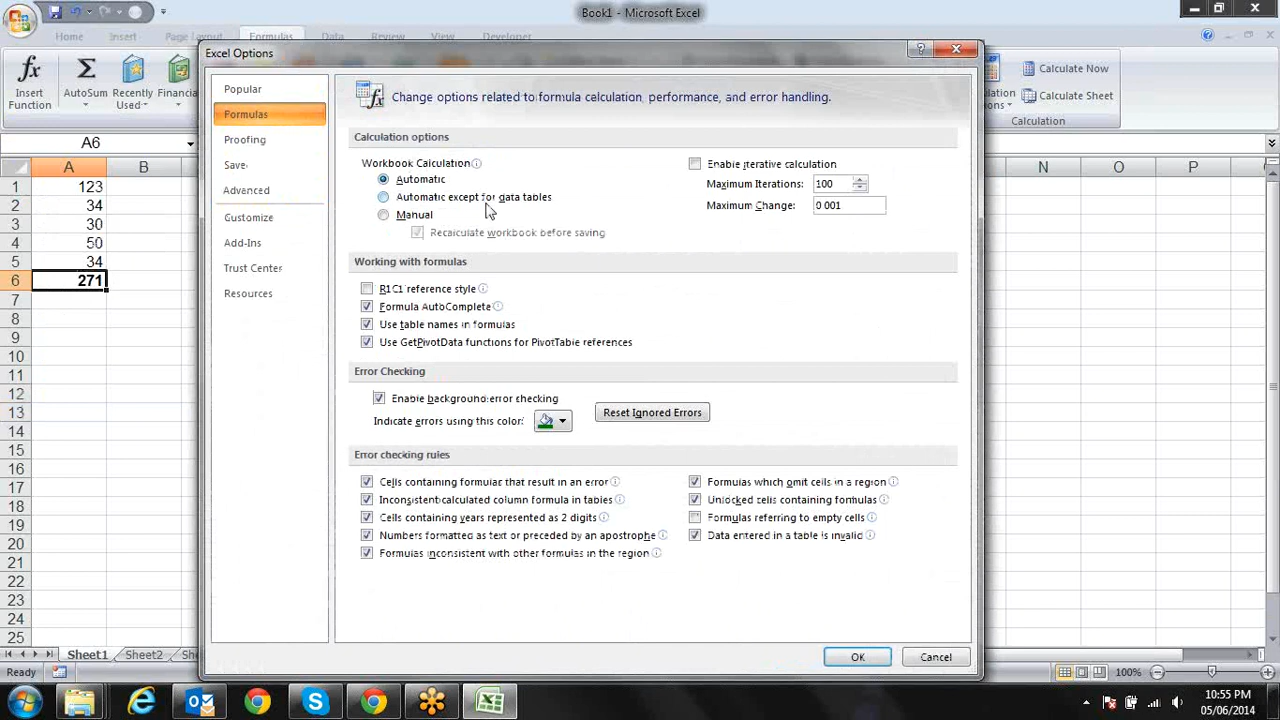 Book1 - Microsoft Excel
Home Insert Page Layout Formulas Data Review View Developer
Excel Options
Insert Function
AutoSum
Recently Used
Financial
Calculate Now
Calculate Sheet
Calculation
A6
A B N O P
1 123
2 34
3 30
4 50
5 34
6 271
7
8
9
10
11
12
13
14
15
16
17
18
19
20
21
22
23
24
25
Popular
Formulas
Proofing
Save
Advanced
Customize
Add-Ins
Trust Center
Resources
Change options related to formula calculation, performance, and error handling.
Calculation options
Workbook Calculation
Automatic
Automatic except for data tables
Manual
Recalculate workbook before saving
Enable iterative calculation
Maximum Iterations: 100
Maximum Change: 0.001
Working with formulas
R1C1 reference style
Formula AutoComplete
Use table names in formulas
Use GetPivotData functions for PivotTable references
Error Checking
Enable background error checking
Indicate errors using this color:
Reset Ignored Errors
Error checking rules
Cells containing formulas that result in an error
Inconsistent calculated column formula in tables
Cells containing years represented as 2 digits
Numbers formatted as text or preceded by an apostrophe
Formulas inconsistent with other formulas in the region
Formulas which omit cells in a region
Unlocked cells containing formulas
Formulas referring to empty cells
Data entered in a table is invalid
OK Cancel
Sheet1 Sheet2
Ready 100%
10:55 PM
05/06/2014